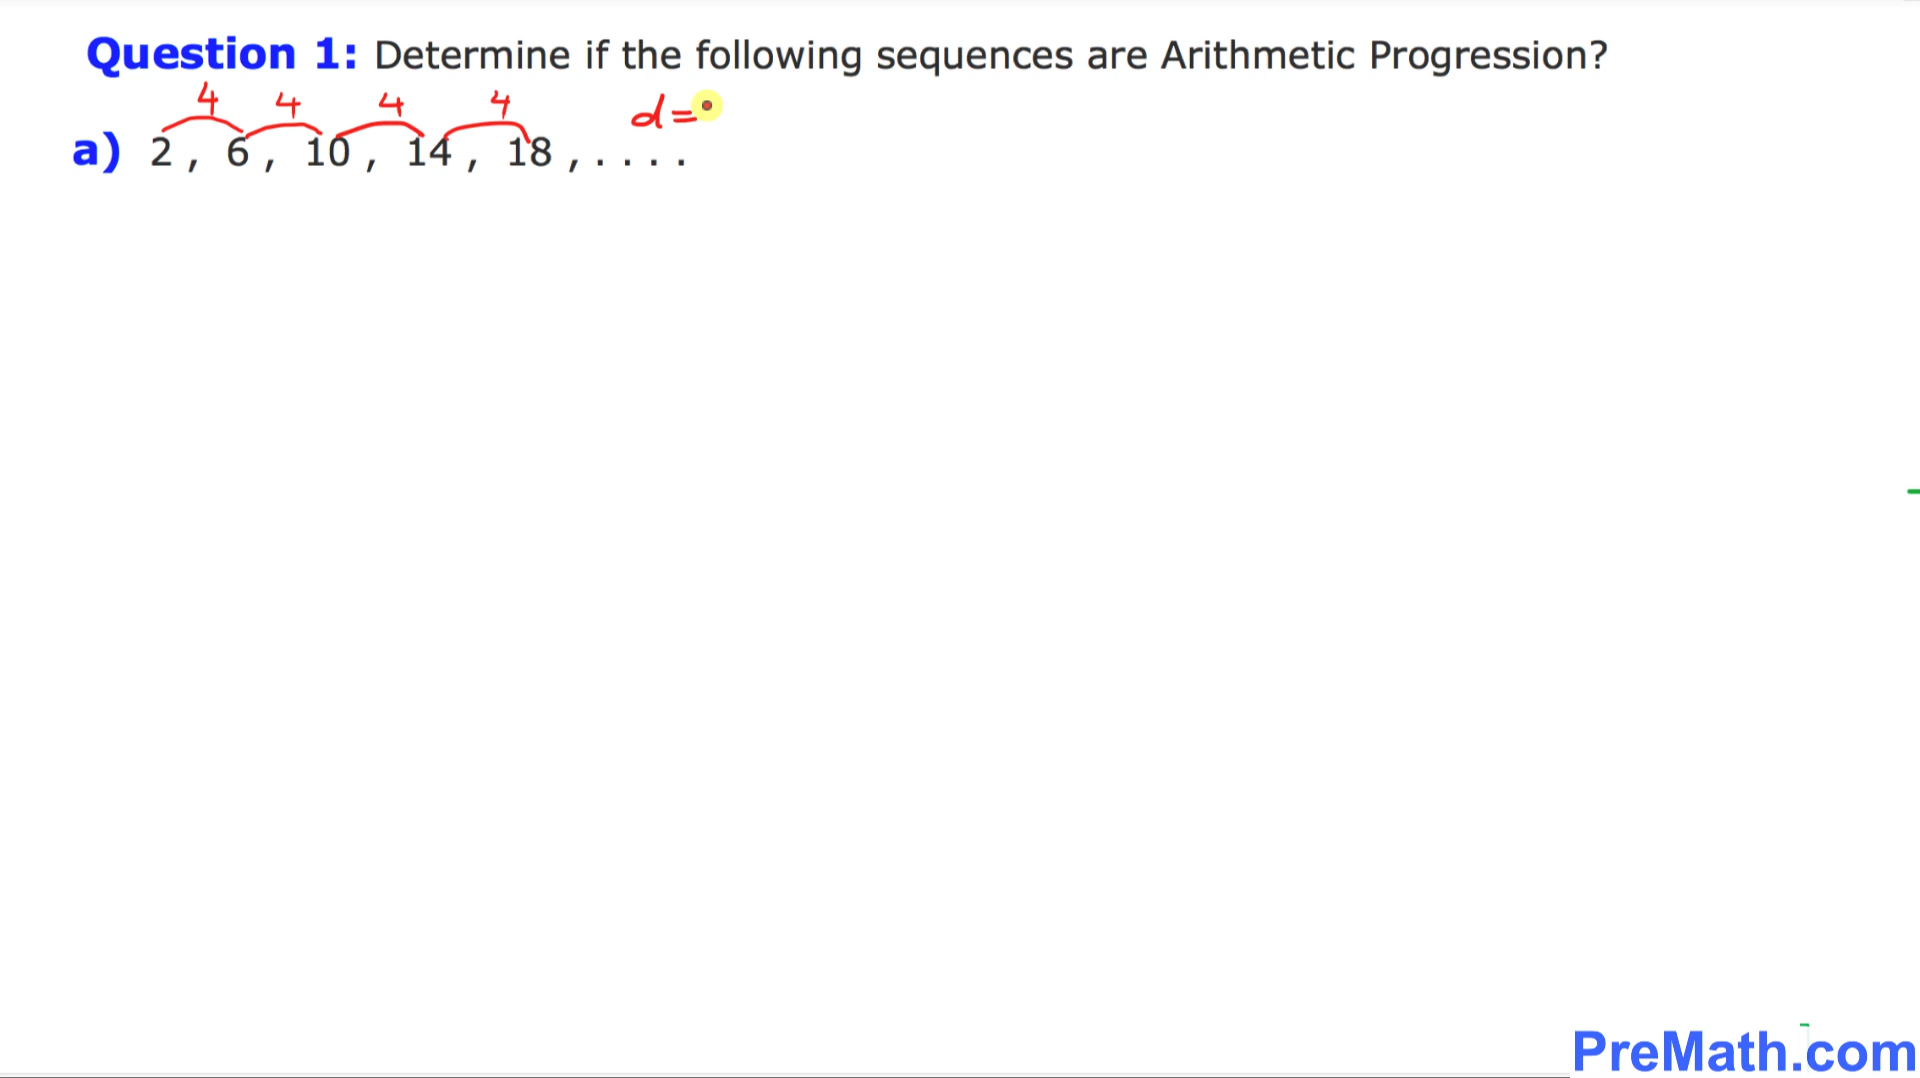 Question 1: Determine if the following sequences are Arithmetic Progression?
4 4 4 4 d=
a) 2 , 6 , 10 , 14 , 18 , . . . .
PreMath.com